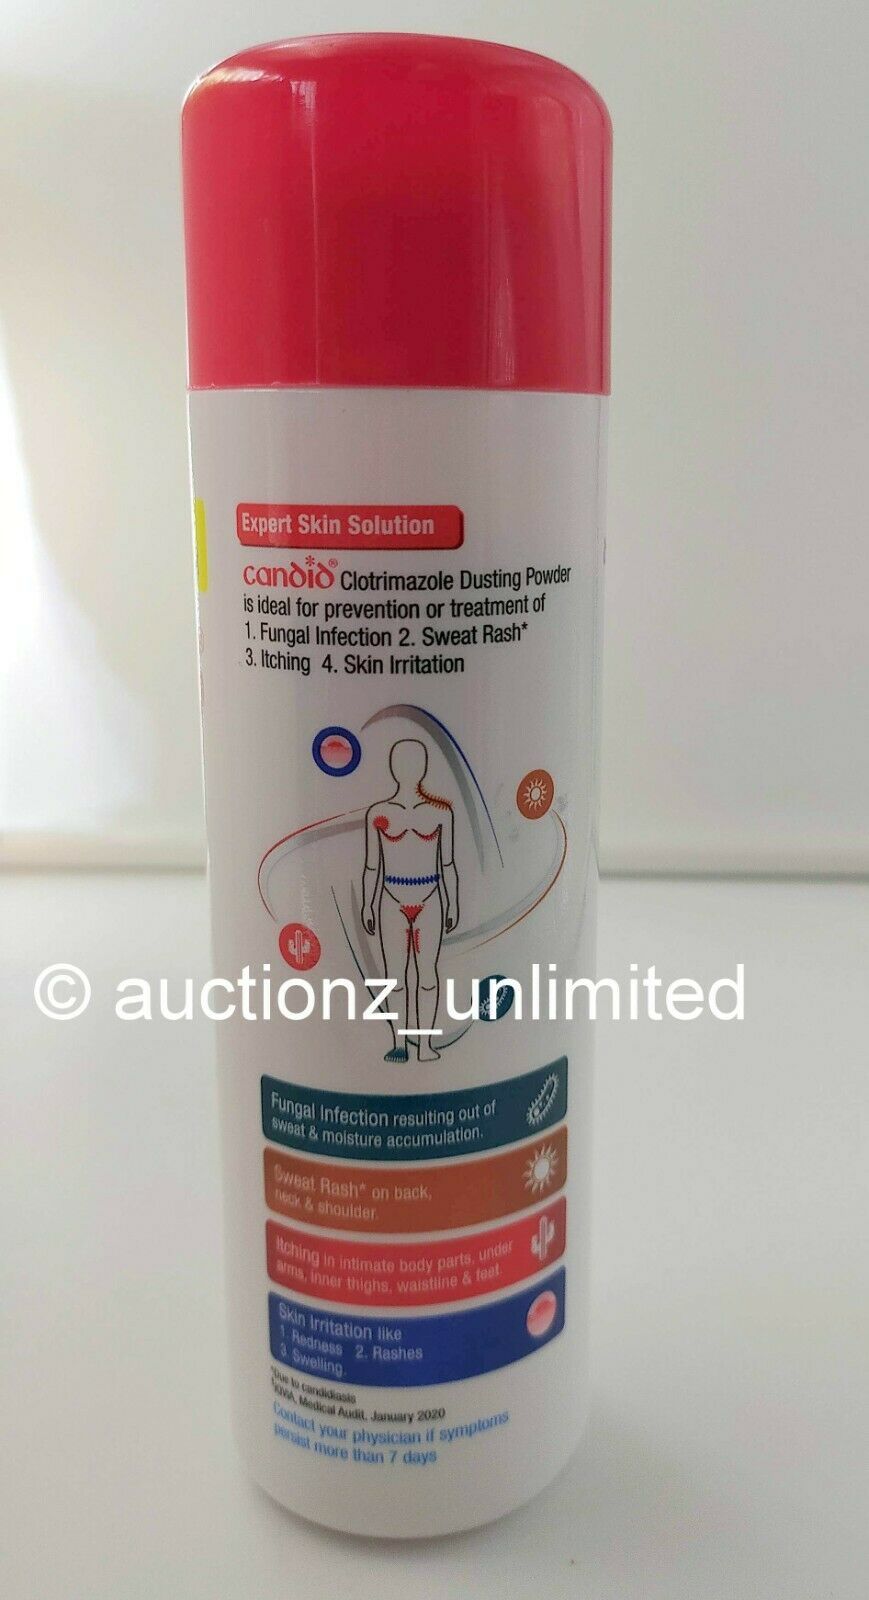 Expert Skin Solution
candid® Clotrimazole Dusting Powder
is ideal for prevention or treatment of
1. Fungal Infection 2. Sweat Rash*
3. Itching 4. Skin Irritation
© auctionz_unlimited
Fungal Infection resulting out of
sweat & moisture accumulation.
Sweat Rash* on back,
neck & shoulder.
Itching in intimate body parts, under
arms, inner thighs, waistline & feet.
Skin Irritation like
1. Redness 2. Rashes
3. Swelling.
*Due to candidiasis
Medical Audit, January 2020
Contact your physician if symptoms
persist more than 7 days